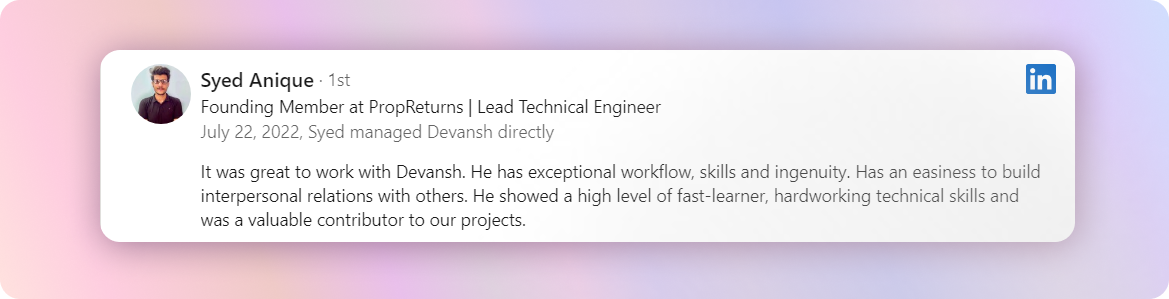 Syed Anique · 1st
in
Founding Member at PropReturns | Lead Technical Engineer
July 22, 2022, Syed managed Devansh directly
It was great to work with Devansh. He has exceptional workflow, skills and ingenuity. Has an easiness to build
interpersonal relations with others. He showed a high level of fast-learner, hardworking technical skills and
was a valuable contributor to our projects.